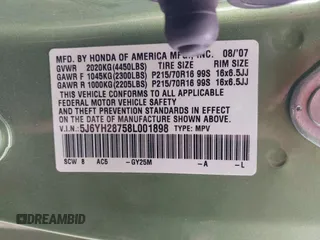 MFD. BY HONDA OF AMERICA MFG., INC. 08/'07
GVWR 2020KG(4450LBS) TIRE SIZE RIM SIZE
GAWR F 1045KG(2300LBS) P215/70R16 99S 16x6.5JJ
GAWR R 1000KG(2205LBS) P215/70R16 99S 16x6.5JJ
THIS VEHICLE CONFORMS TO ALL APPLICABLE
FEDERAL MOTOR VEHICLE SAFETY
AND THEFT PREVENTION STANDARDS IN EFFECT ON THE
DATE OF MANUFACTURE SHOWN ABOVE.
V.I.N.: 5J6YH28758L001898 TYPE: MPV
SCW 8 AC5 -GY25M -A -L
DREAMBID